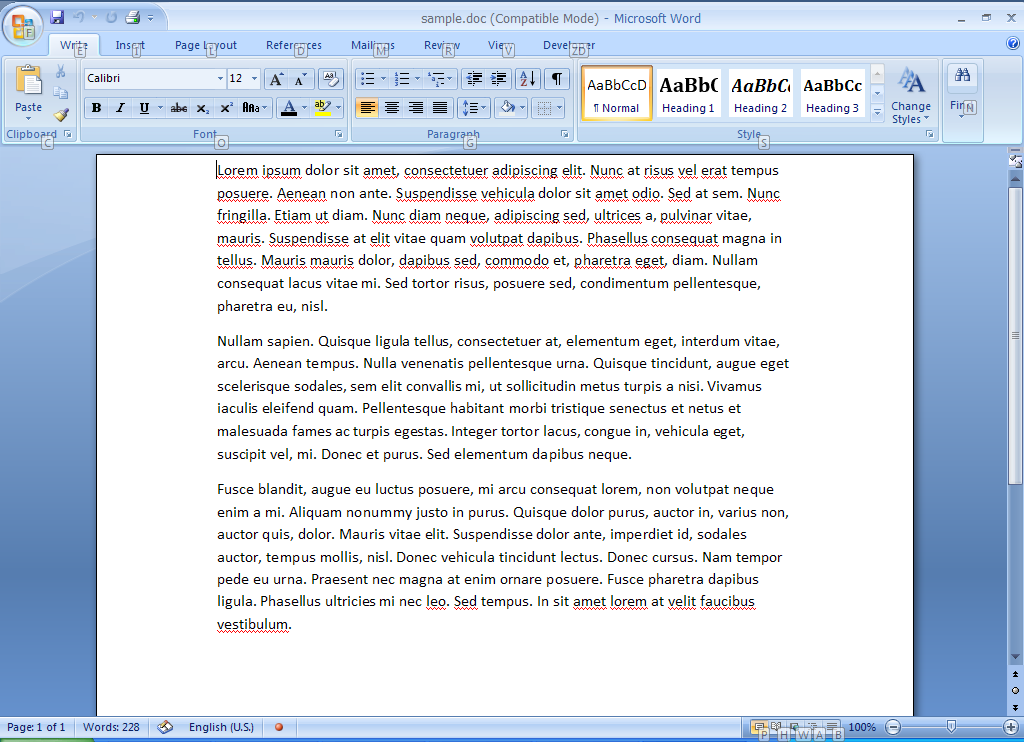 sample.doc (Compatible Mode) - Microsoft Word
F
Write Insert Page Layout References Mailings Review View Developer
E I L D M R V ZD
Paste
Calibri 12
B I U abc X₂ X² Aa
AaBbCcD AaBbC AaBbCc AaBbCc
¶ Normal Heading 1 Heading 2 Heading 3
Change Styles
N
Clipboard Font Paragraph Style
C O G S
Lorem ipsum dolor sit amet, consectetuer adipiscing elit. Nunc at risus vel erat tempus
posuere. Aenean non ante. Suspendisse vehicula dolor sit amet odio. Sed at sem. Nunc
fringilla. Etiam ut diam. Nunc diam neque, adipiscing sed, ultrices a, pulvinar vitae,
mauris. Suspendisse at elit vitae quam volutpat dapibus. Phasellus consequat magna in
tellus. Mauris mauris dolor, dapibus sed, commodo et, pharetra eget, diam. Nullam
consequat lacus vitae mi. Sed tortor risus, posuere sed, condimentum pellentesque,
pharetra eu, nisl.
Nullam sapien. Quisque ligula tellus, consectetuer at, elementum eget, interdum vitae,
arcu. Aenean tempus. Nulla venenatis pellentesque urna. Quisque tincidunt, augue eget
scelerisque sodales, sem elit convallis mi, ut sollicitudin metus turpis a nisi. Vivamus
iaculis eleifend quam. Pellentesque habitant morbi tristique senectus et netus et
malesuada fames ac turpis egestas. Integer tortor lacus, congue in, vehicula eget,
suscipit vel, mi. Donec et purus. Sed elementum dapibus neque.
Fusce blandit, augue eu luctus posuere, mi arcu consequat lorem, non volutpat neque
enim a mi. Aliquam nonummy justo in purus. Quisque dolor purus, auctor in, varius non,
auctor quis, dolor. Mauris vitae elit. Suspendisse dolor ante, imperdiet id, sodales
auctor, tempus mollis, nisl. Donec vehicula tincidunt lectus. Donec cursus. Nam tempor
pede eu urna. Praesent nec magna at enim ornare posuere. Fusce pharetra dapibus
ligula. Phasellus ultricies mi nec leo. Sed tempus. In sit amet lorem at velit faucibus
vestibulum.
Page: 1 of 1 Words: 228 English (U.S.) 100%
P H W A B